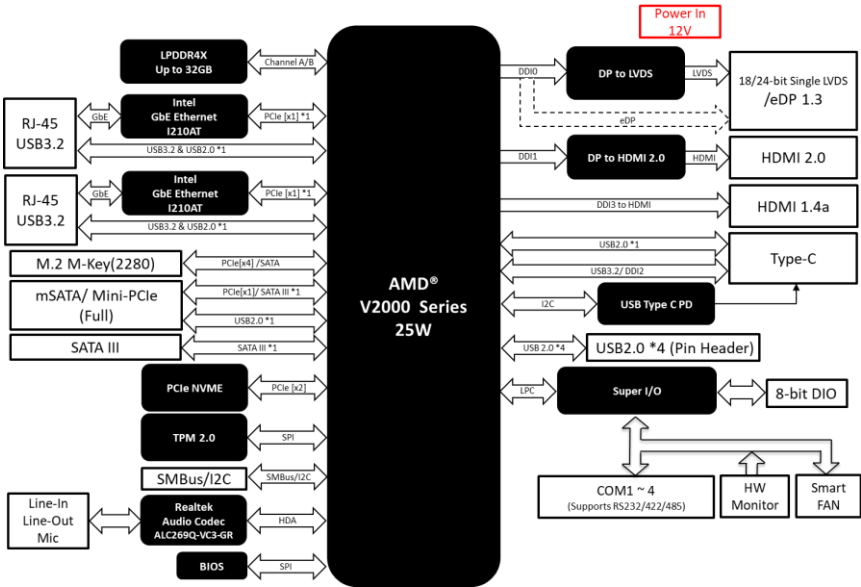 Power In
12V
LPDDR4X
Up to 32GB
Channel A/B
RJ-45
USB3.2
GbE
Intel
GbE Ethernet
I210AT
PCIe [x1] *1
USB3.2 & USB2.0 *1
RJ-45
USB3.2
GbE
Intel
GbE Ethernet
I210AT
PCIe [x1] *1
USB3.2 & USB2.0 *1
M.2 M-Key(2280)
PCIe[x4] /SATA
mSATA/ Mini-PCIe
(Full)
PCIe[x1]/ SATA III *1
USB2.0 *1
SATA III
SATA III *1
PCIe NVME
PCIe [x2]
TPM 2.0
SPI
SMBus/I2C
SMBus/I2C
Line-In
Line-Out
Mic
Realtek
Audio Codec
ALC269Q-VC3-GR
HDA
BIOS
SPI
AMD®
V2000 Series
25W
DDI0
DP to LVDS
LVDS
18/24-bit Single LVDS
/eDP 1.3
eDP
DDI1
DP to HDMI 2.0
HDMI
HDMI 2.0
DDI3 to HDMI
HDMI 1.4a
USB2.0 *1
USB3.2/ DDI2
Type-C
I2C
USB Type C PD
USB 2.0 *4
USB2.0 *4 (Pin Header)
LPC
Super I/O
8-bit DIO
COM1 ~ 4
(Supports RS232/422/485)
HW
Monitor
Smart
FAN